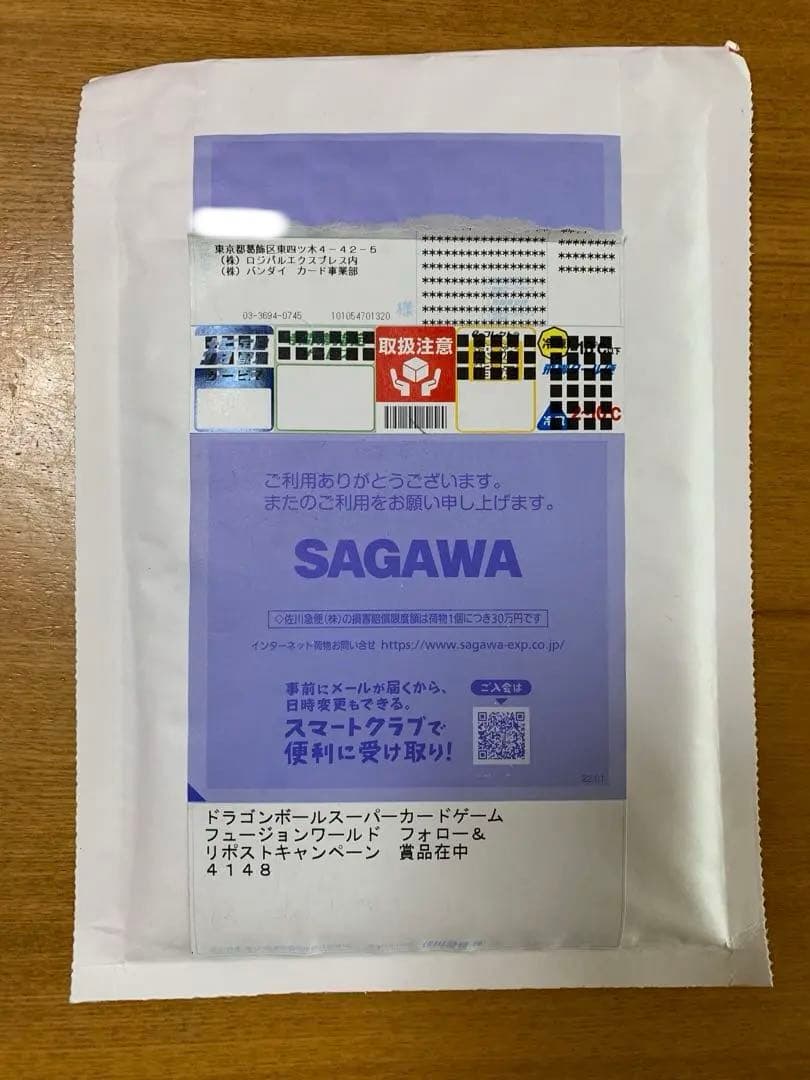 東京都葛飾区東四ツ木４－４２－５
（株）ロジパルエクスプレス内
（株）バンダイ　カード事業部
様
03-3694-0745　101054701320
取扱注意
サービス
ご利用ありがとうございます。
またのご利用をお願い申し上げます。
SAGAWA
◇佐川急便(株)の損害賠償限度額は荷物1個につき30万円です
インターネット荷物お問い合せ https://www.sagawa-exp.co.jp/
事前にメールが届くから、
日時変更もできる。
スマートクラブで
便利に受け取り!
ご入会は
22.01
ドラゴンボールスーパーカードゲーム
フュージョンワールド　フォロー＆
リポストキャンペーン　賞品在中
４１４８